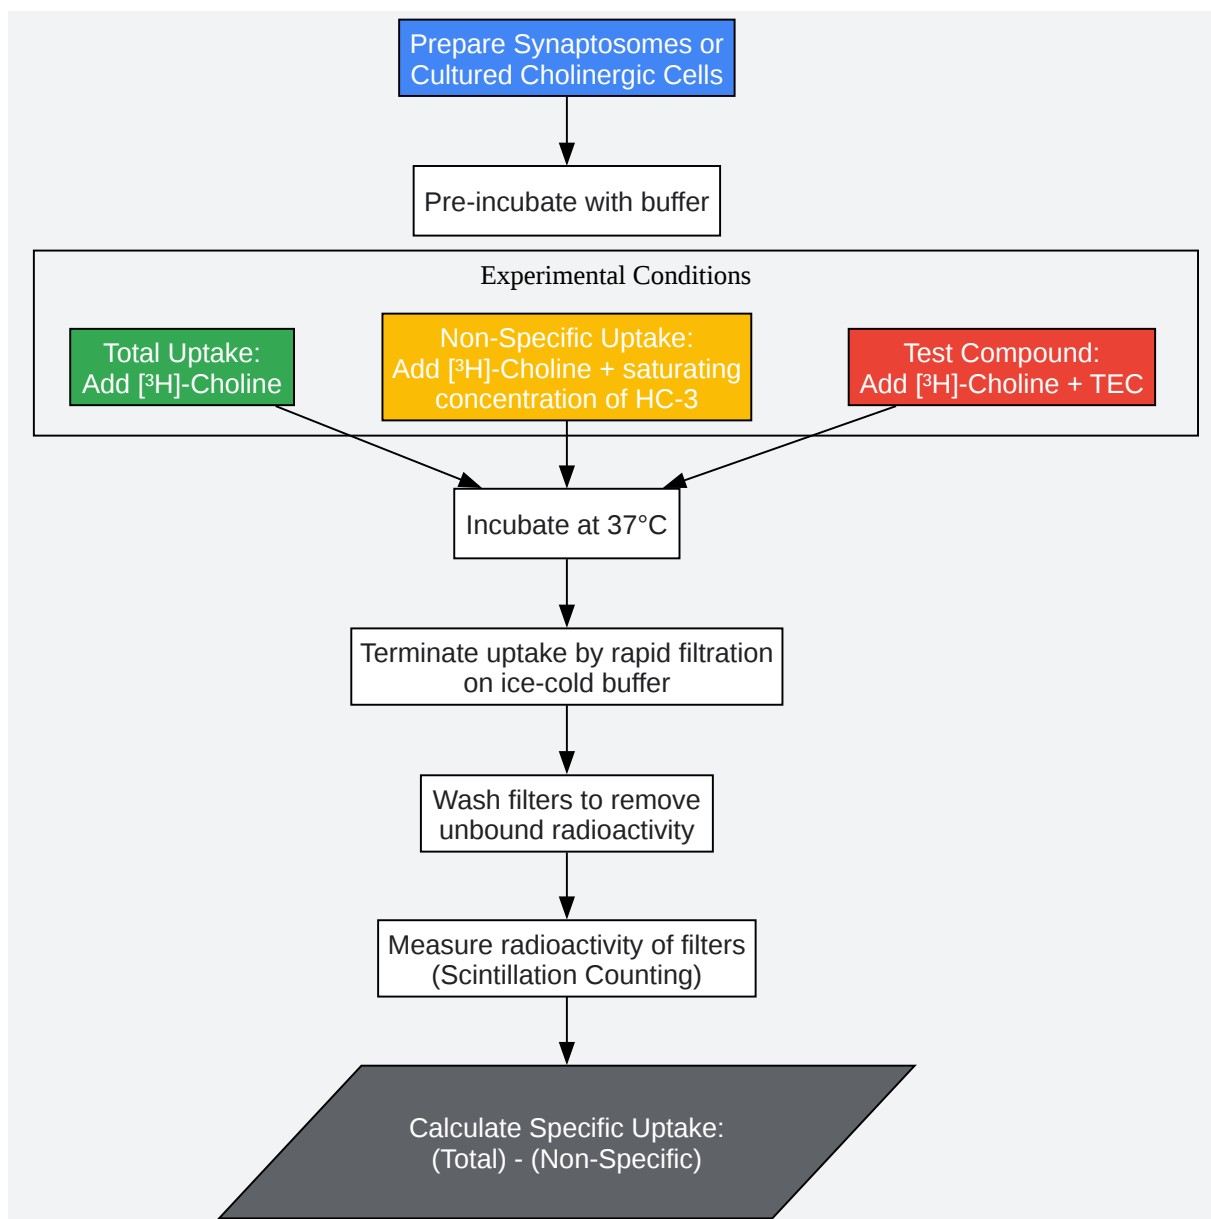 Prepare Synaptosomes or
Cultured Cholinergic Cells
Pre-incubate with buffer
Experimental Conditions
Total Uptake:
Add [³H]-Choline
Non-Specific Uptake:
Add [³H]-Choline + saturating
concentration of HC-3
Test Compound:
Add [³H]-Choline + TEC
Incubate at 37°C
Terminate uptake by rapid filtration
on ice-cold buffer
Wash filters to remove
unbound radioactivity
Measure radioactivity of filters
(Scintillation Counting)
Calculate Specific Uptake:
(Total) - (Non-Specific)